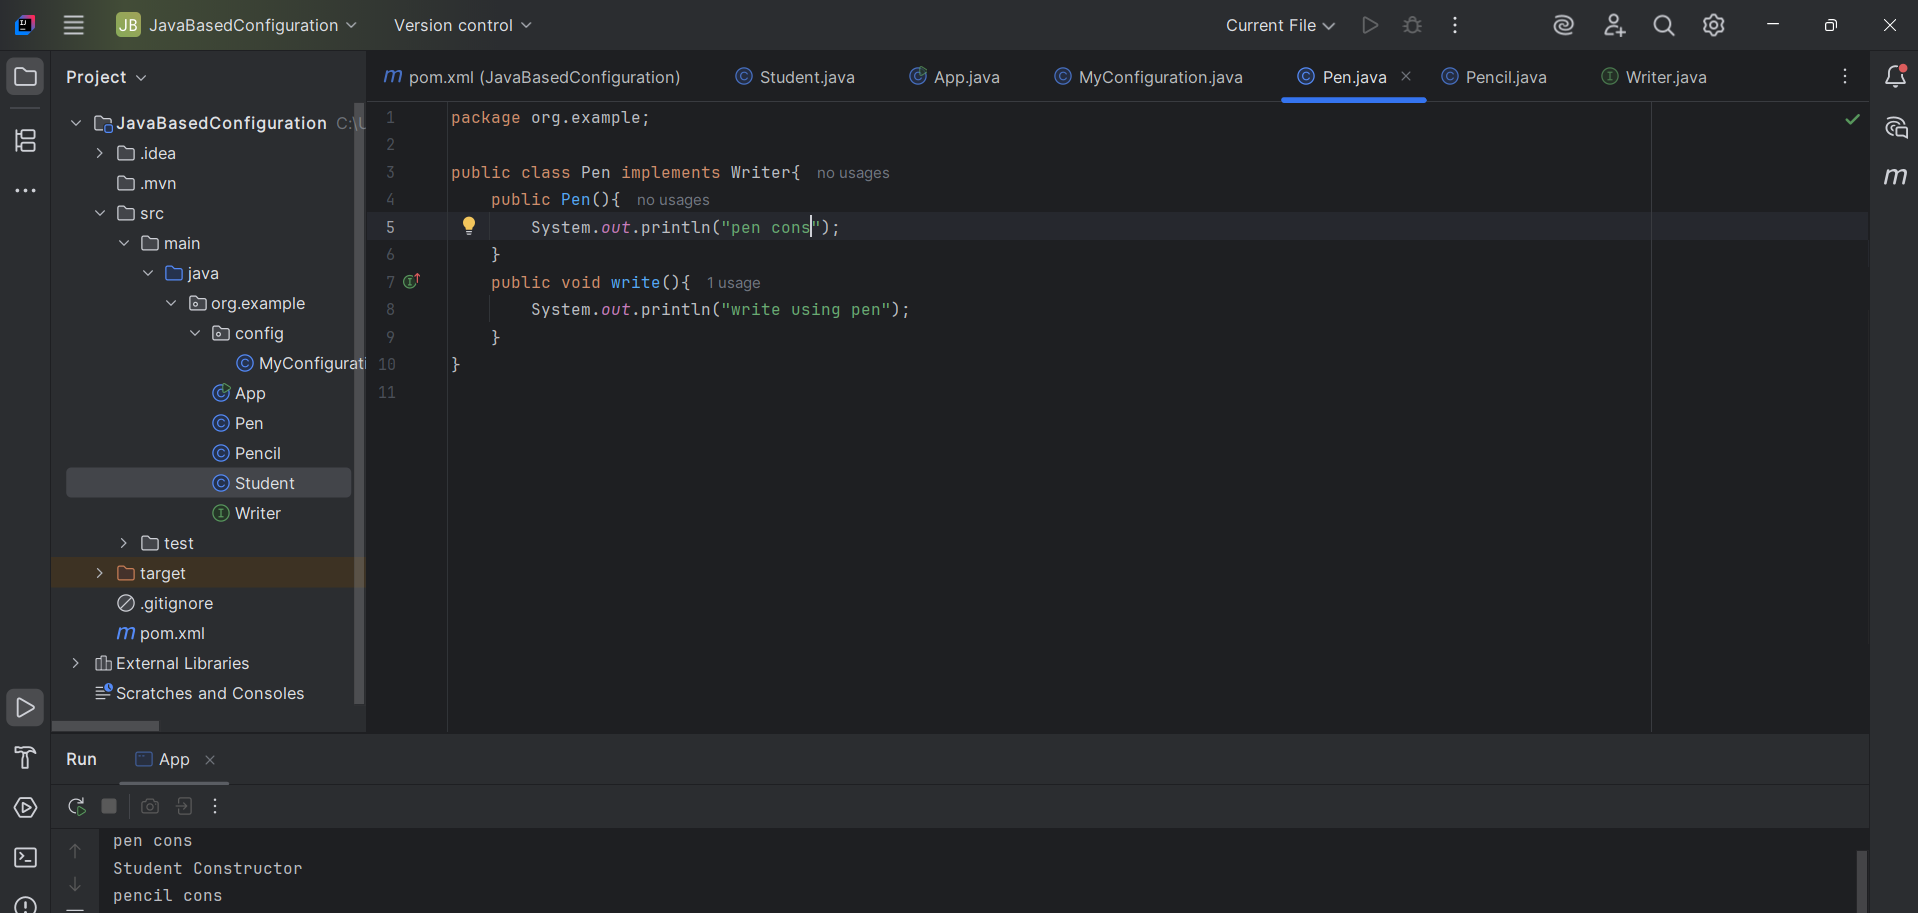 JB JavaBasedConfiguration Version control Current File
Project
pom.xml (JavaBasedConfiguration) Student.java App.java MyConfiguration.java Pen.java Pencil.java Writer.java
JavaBasedConfiguration C:\U
.idea
.mvn
src
main
java
org.example
config
MyConfigurati
App
Pen
Pencil
Student
Writer
test
target
.gitignore
pom.xml
External Libraries
Scratches and Consoles
1 package org.example;
2
3 public class Pen implements Writer{ no usages
4 public Pen(){ no usages
5 System.out.println("pen cons");
6 }
7 public void write(){ 1 usage
8 System.out.println("write using pen");
9 }
10 }
11
Run App
pen cons
Student Constructor
pencil cons